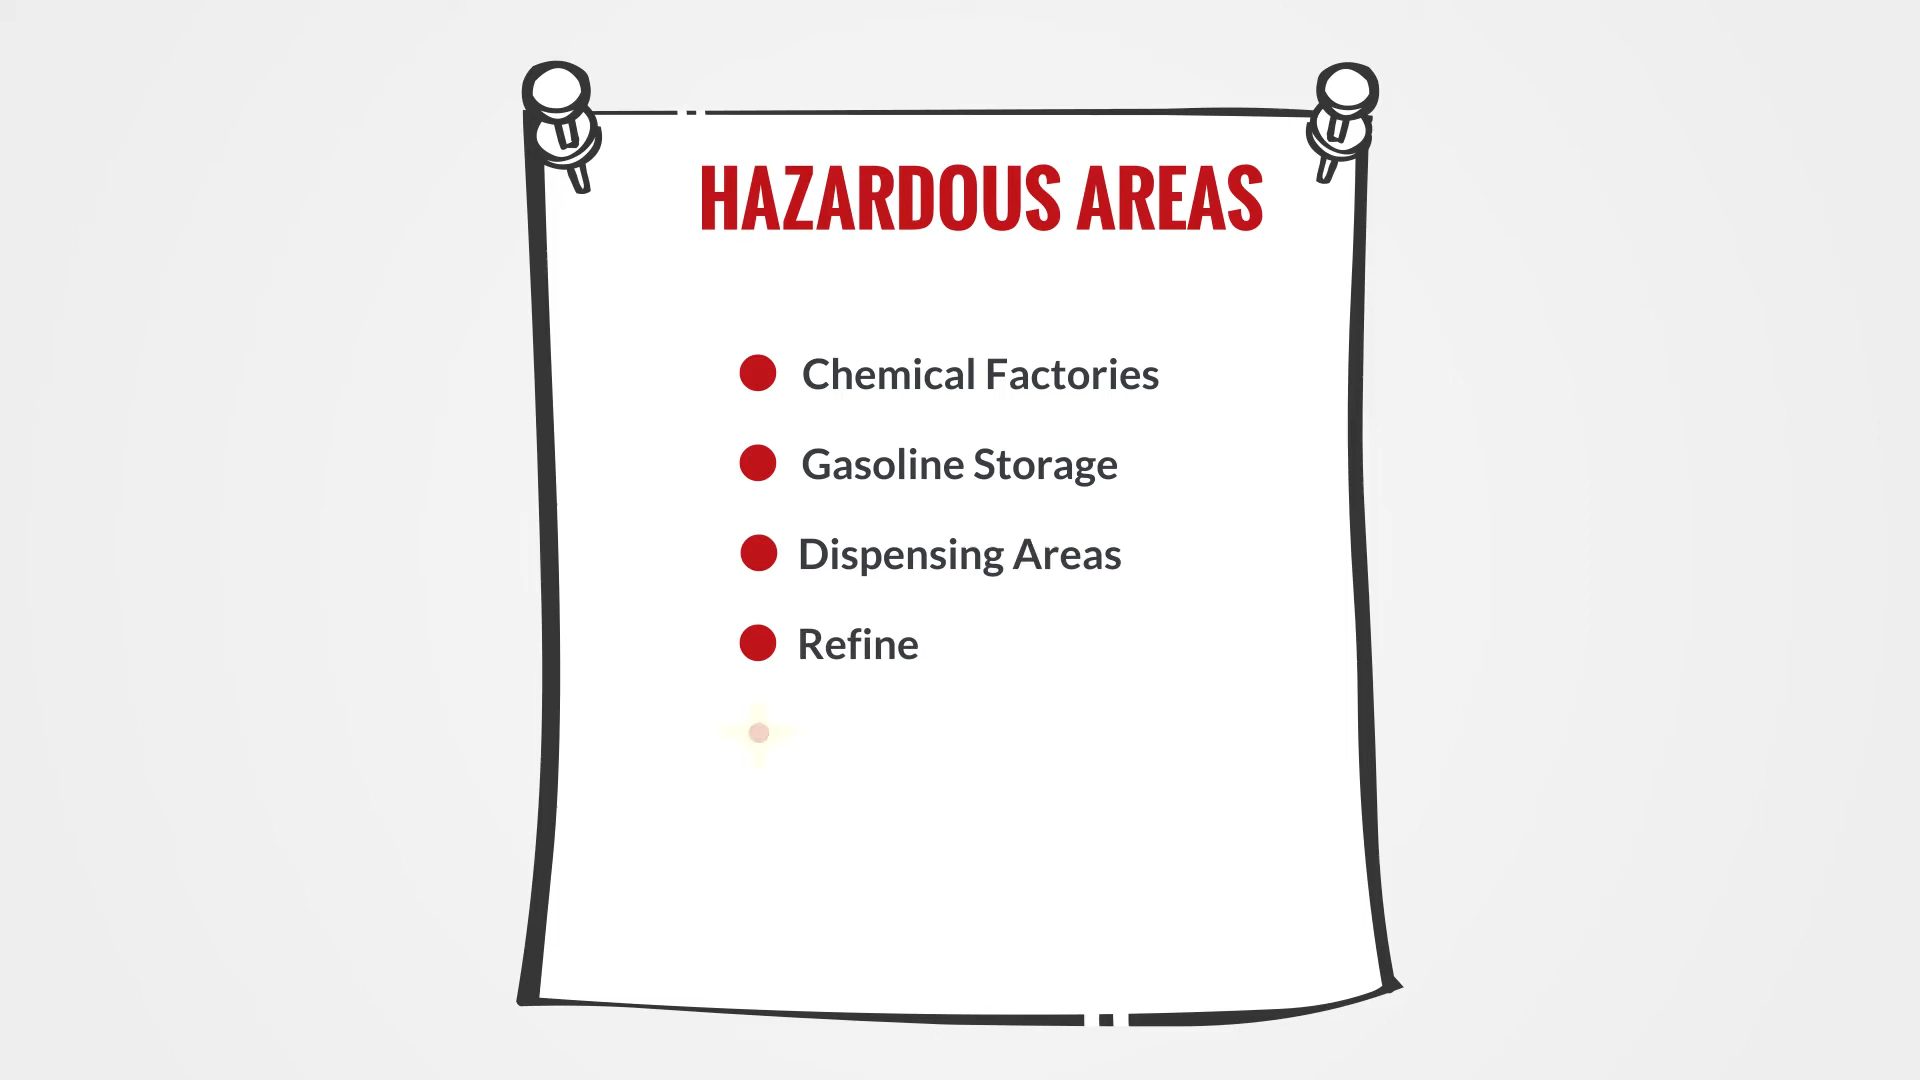 HAZARDOUS AREAS
Chemical Factories
Gasoline Storage
Dispensing Areas
Refine